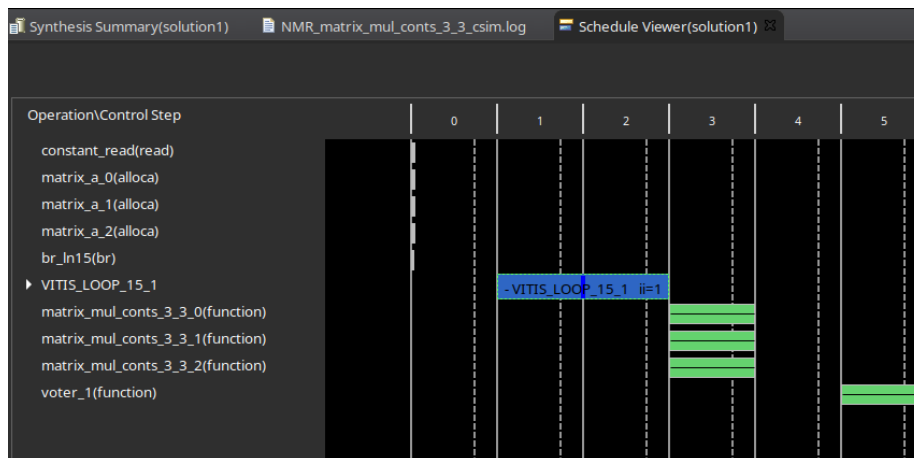 Synthesis Summary(solution1) NMR_matrix_mul_conts_3_3_csim.log Schedule Viewer(solution1)
Operation\Control Step 0 1 2 3 4 5
constant_read(read)
matrix_a_0(alloca)
matrix_a_1(alloca)
matrix_a_2(alloca)
br_ln15(br)
VITIS_LOOP_15_1 - VITIS_LOOP_15_1 ii=1
matrix_mul_conts_3_3_0(function)
matrix_mul_conts_3_3_1(function)
matrix_mul_conts_3_3_2(function)
voter_1(function)